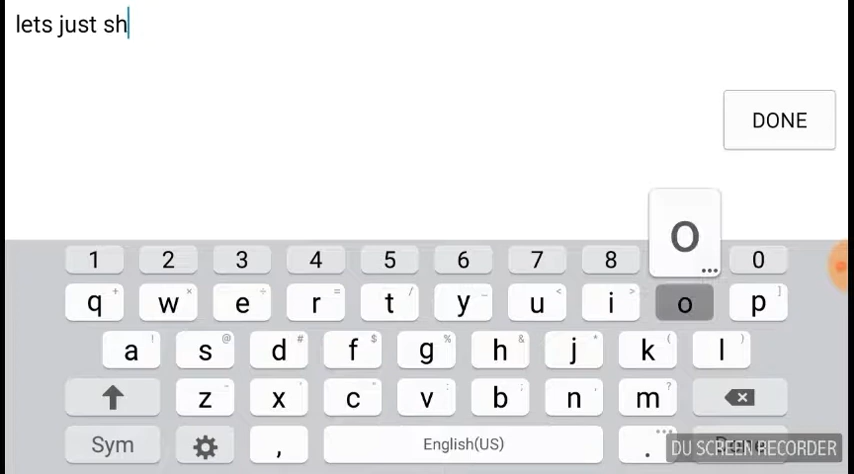 lets just sh
DONE
O
1 2 3 4 5 6 7 8 0
q + w × e ÷ r = t / y _ u < i > o p ]
a ! s @ d # f $ g % h & j * k ( l )
z x c v b n m ?
Sym , English(US) .
DU SCREEN RECORDER